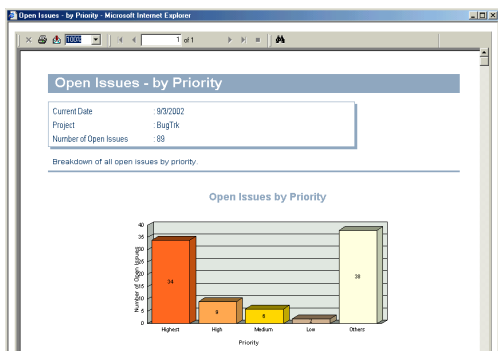 Open Issues - by Priority - Microsoft Internet Explorer
100%
1 of 1
Open Issues - by Priority
Current Date : 9/3/2002
Project : BugTrk
Number of Open Issues : 89
Breakdown of all open issues by priority.
Open Issues by Priority
Number of Open Issues
40
35
30
25
20
15
10
5
0
34
9
6
2
38
Highest High Medium Low Others
Priority